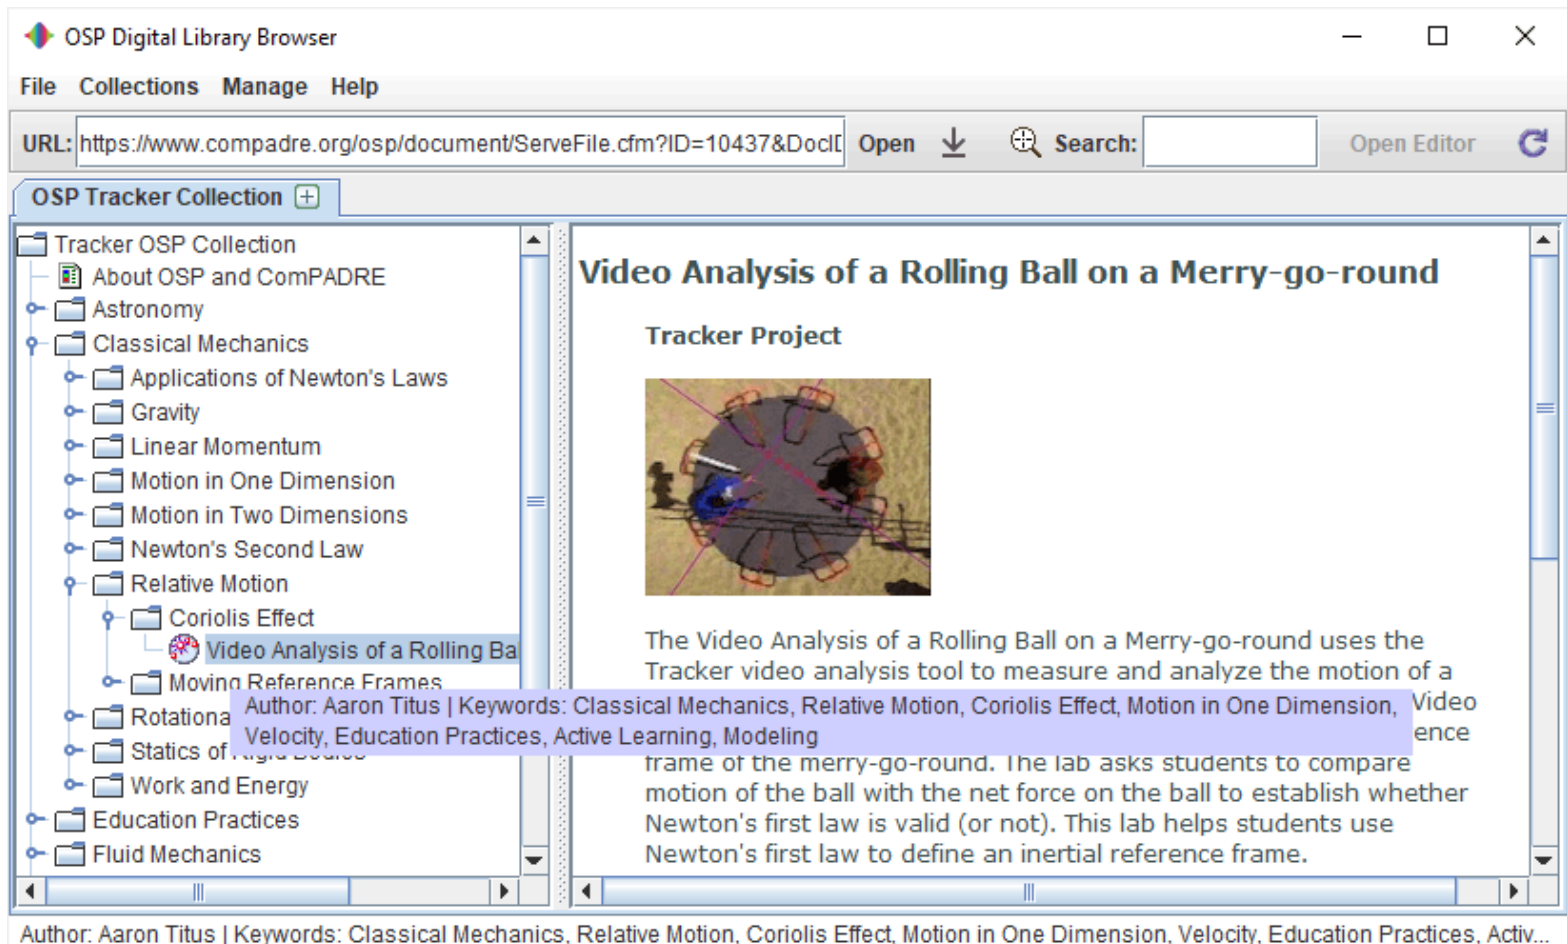 OSP Digital Library Browser
File Collections Manage Help
URL: https://www.compadre.org/osp/document/ServeFile.cfm?ID=10437&DocI Open Search: Open Editor
OSP Tracker Collection
Tracker OSP Collection
About OSP and ComPADRE
Astronomy
Classical Mechanics
Applications of Newton's Laws
Gravity
Linear Momentum
Motion in One Dimension
Motion in Two Dimensions
Newton's Second Law
Relative Motion
Coriolis Effect
Video Analysis of a Rolling Ba
Moving Reference Frames
Rotationa
Statics of Rigid Bodies
Work and Energy
Education Practices
Fluid Mechanics
Video Analysis of a Rolling Ball on a Merry-go-round
Tracker Project
The Video Analysis of a Rolling Ball on a Merry-go-round uses the
Tracker video analysis tool to measure and analyze the motion of a
Video
ence
frame of the merry-go-round. The lab asks students to compare
motion of the ball with the net force on the ball to establish whether
Newton's first law is valid (or not). This lab helps students use
Newton's first law to define an inertial reference frame.
Author: Aaron Titus | Keywords: Classical Mechanics, Relative Motion, Coriolis Effect, Motion in One Dimension,
Velocity, Education Practices, Active Learning, Modeling
Author: Aaron Titus | Keywords: Classical Mechanics, Relative Motion, Coriolis Effect, Motion in One Dimension, Velocity, Education Practices, Activ...